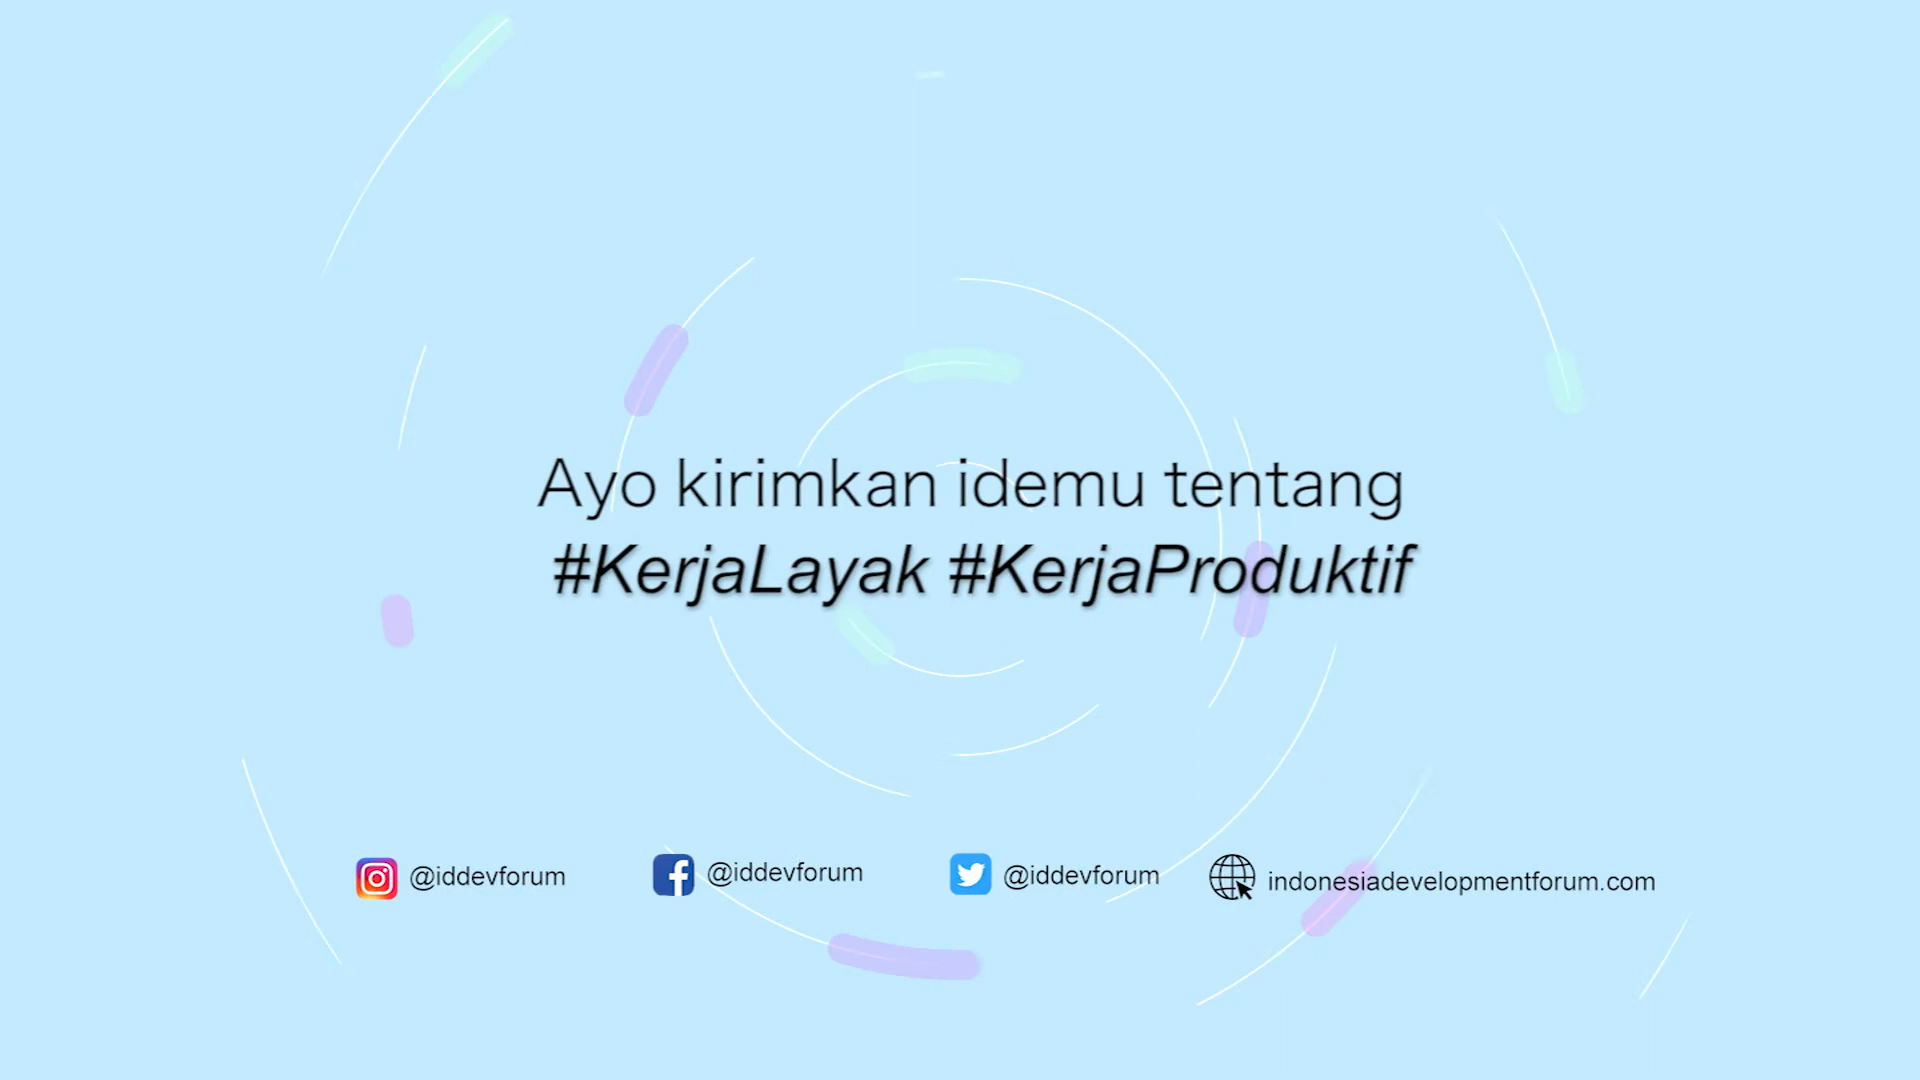 Ayo kirimkan idemu tentang
#KerjaLayak #KerjaProduktif
@iddevforum
@iddevforum
@iddevforum
indonesiadevelopmentforum.com